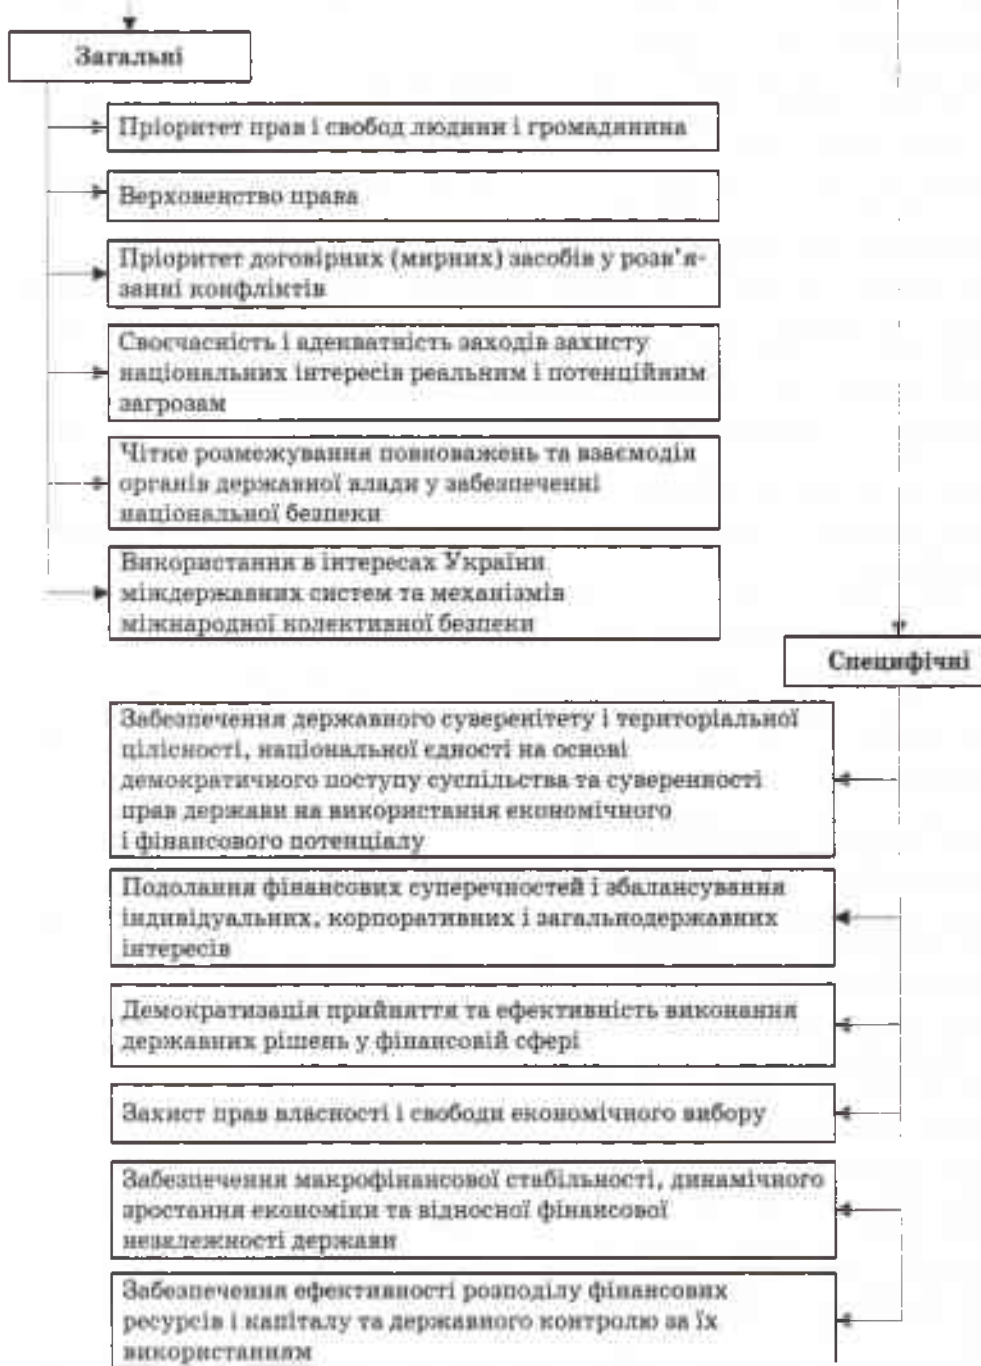 Загальні
Пріоритет прав і свобод людини і громадянина
Верховенство права
Пріоритет договірних (мирних) засобів у розв'я-
занні конфліктів
Своєчасність і адекватність заходів захисту
національних інтересів реальним і потенційним
загрозам
Чітке розмежування повноважень та взаємодія
органів державної влади у забезпеченні
національної безпеки
Використання в інтересах України
міждержавних систем та механізмів
міжнародної колективної безпеки
Специфічні
Забезпечення державного суверенітету і територіальної
цілісності, національної єдності на основі
демократичного поступу суспільства та суверенності
прав держави на використання економічного
і фінансового потенціалу
Подолання фінансових суперечностей і збалансування
індивідуальних, корпоративних і загальнодержавних
інтересів
Демократизація прийняття та ефективність виконання
державних рішень у фінансовій сфері
Захист прав власності і свободи економічного вибору
Забезпечення макрофінансової стабільності, динамічного
зростання економіки та відносної фінансової
незалежності держави
Забезпечення ефективності розподілу фінансових
ресурсів і капіталу та державного контролю за їх
використанням